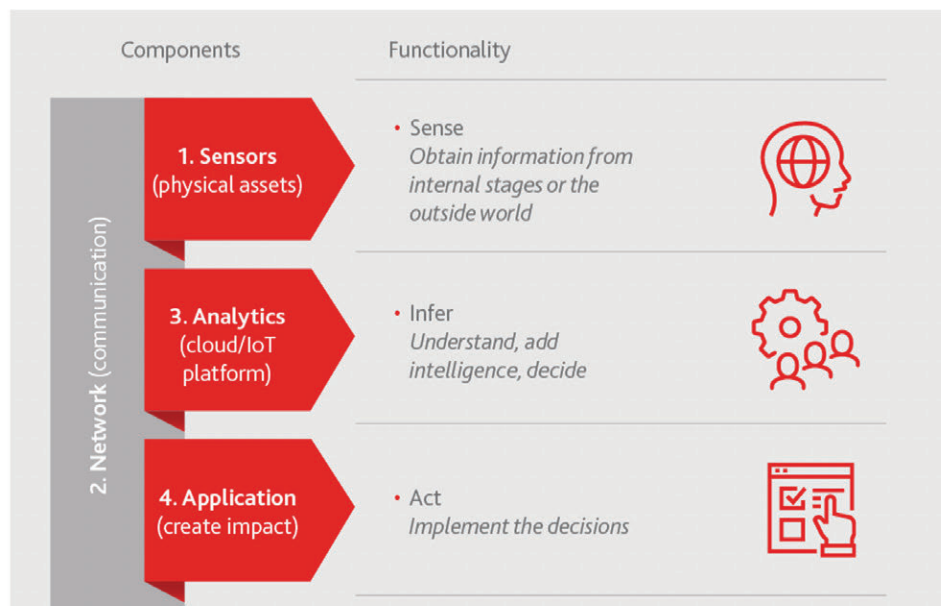 Components
Functionality
2. Network (communication)
1. Sensors
(physical assets)
• Sense
Obtain information from
internal stages or the
outside world
3. Analytics
(cloud/IoT
platform)
• Infer
Understand, add
intelligence, decide
4. Application
(create impact)
• Act
Implement the decisions